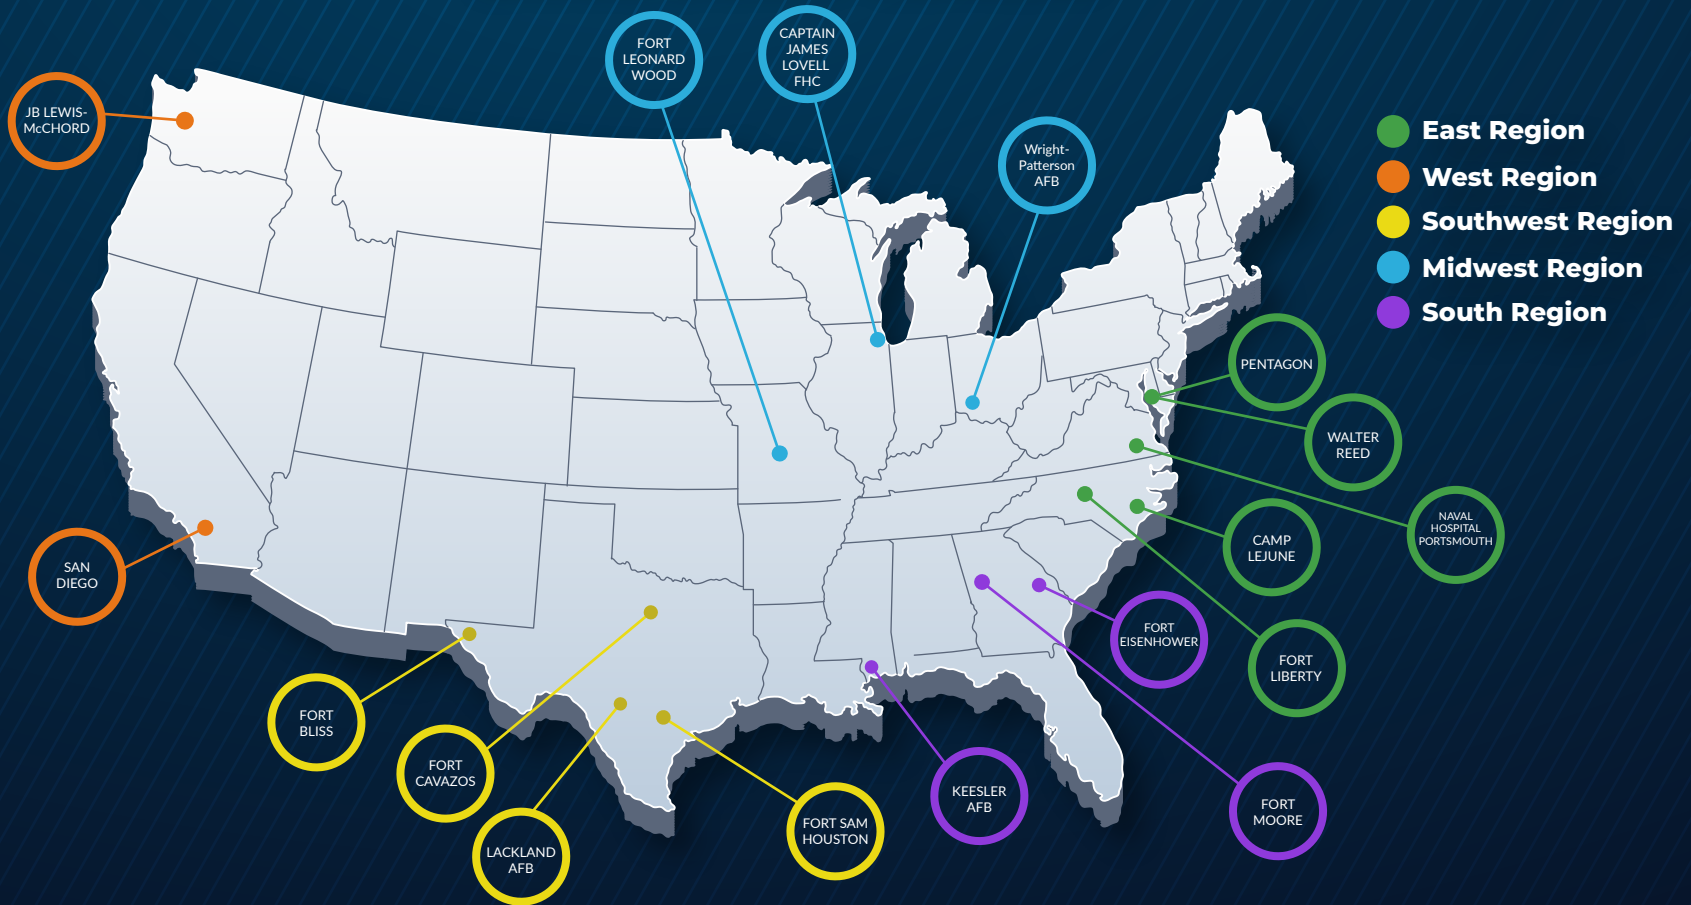 FORT
LEONARD
WOOD
CAPTAIN
JAMES
LOVELL
FHC
JB LEWIS-
McCHORD
Wright-
Patterson
AFB
East Region
West Region
Southwest Region
Midwest Region
South Region
PENTAGON
WALTER
REED
NAVAL
HOSPITAL
PORTSMOUTH
CAMP
LEJUNE
SAN
DIEGO
FORT
EISENHOWER
FORT
LIBERTY
FORT
BLISS
FORT
CAVAZOS
LACKLAND
AFB
FORT SAM
HOUSTON
KEESLER
AFB
FORT
MOORE